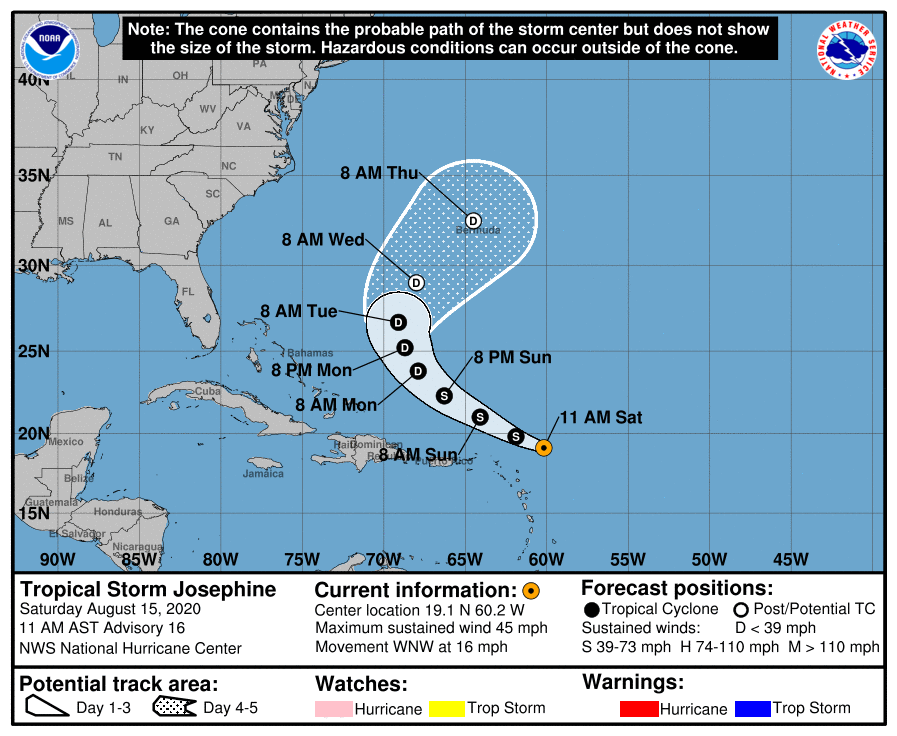 Note: The cone contains the probable path of the storm center but does not show
the size of the storm. Hazardous conditions can occur outside of the cone.
NOAA
NATIONAL WEATHER SERVICE
PA
OH
IN
IL
40N
DE
WV
KY
VA
TN
NC
35N
SC
MS
AL
GA
8 AM Thu
Bermuda
8 AM Wed
30N
FL
8 AM Tue
25N
Bahamas
8 PM Mon
8 PM Sun
Cuba
8 AM Mon
11 AM Sat
20N
Mexico
Haiti
Dominican
8 AM Sun
Puerto Rico
Jamaica
Belize
Guatemala
Honduras
15N
El Salvador
Nicaragua
90W 85W 80W 75W 70W 65W 60W 55W 50W 45W
D
D
D
D
D
S
S
S
Tropical Storm Josephine
Saturday August 15, 2020
11 AM AST Advisory 16
NWS National Hurricane Center
Current information:
Center location 19.1 N 60.2 W
Maximum sustained wind 45 mph
Movement WNW at 16 mph
Forecast positions:
Tropical Cyclone Post/Potential TC
Sustained winds: D < 39 mph
S 39-73 mph H 74-110 mph M > 110 mph
Potential track area:
Day 1-3 Day 4-5
Watches:
Hurricane Trop Storm
Warnings:
Hurricane Trop Storm